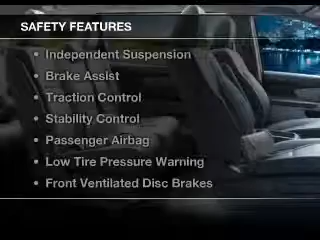 SAFETY FEATURES
• Independent Suspension
• Brake Assist
• Traction Control
• Stability Control
• Passenger Airbag
• Low Tire Pressure Warning
• Front Ventilated Disc Brakes